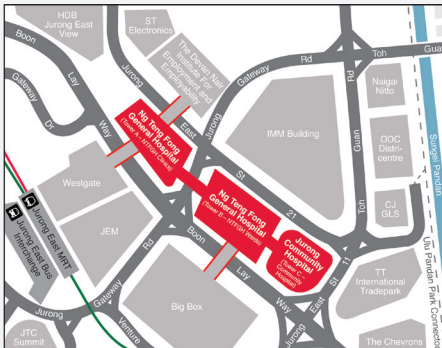 HDB
Jurong East
View
ST
Electronics
The Devan Nair
Institute For
Employment and
Employability
Boon
Lay
Way
Jurong
East
St
21
Gateway
Dr
Jurong
Gateway
Rd
Toh
Guan
Rd
Guan
Toh
Naigai
Nitto
ODC
Distri-
centre
CJ
GLS
Sungei Pandan
Ulu Pandan Park Connector
IMM Building
Ng Teng Fong
General Hospital
(Tower A - NTFGH Clinics)
Ng Teng Fong
General Hospital
(Tower B - NTFGH Wards)
Jurong
Community
Hospital
(Tower C -
Community
Hospital)
Westgate
JEM
Jurong East MRT
Jurong East Bus
Interchange
Boon
Lay
Way
Jurong
East
St
11
TT
International
Tradepark
The Chevrons
Big Box
Jurong
Gateway
Rd
Venture
JTC
Summit